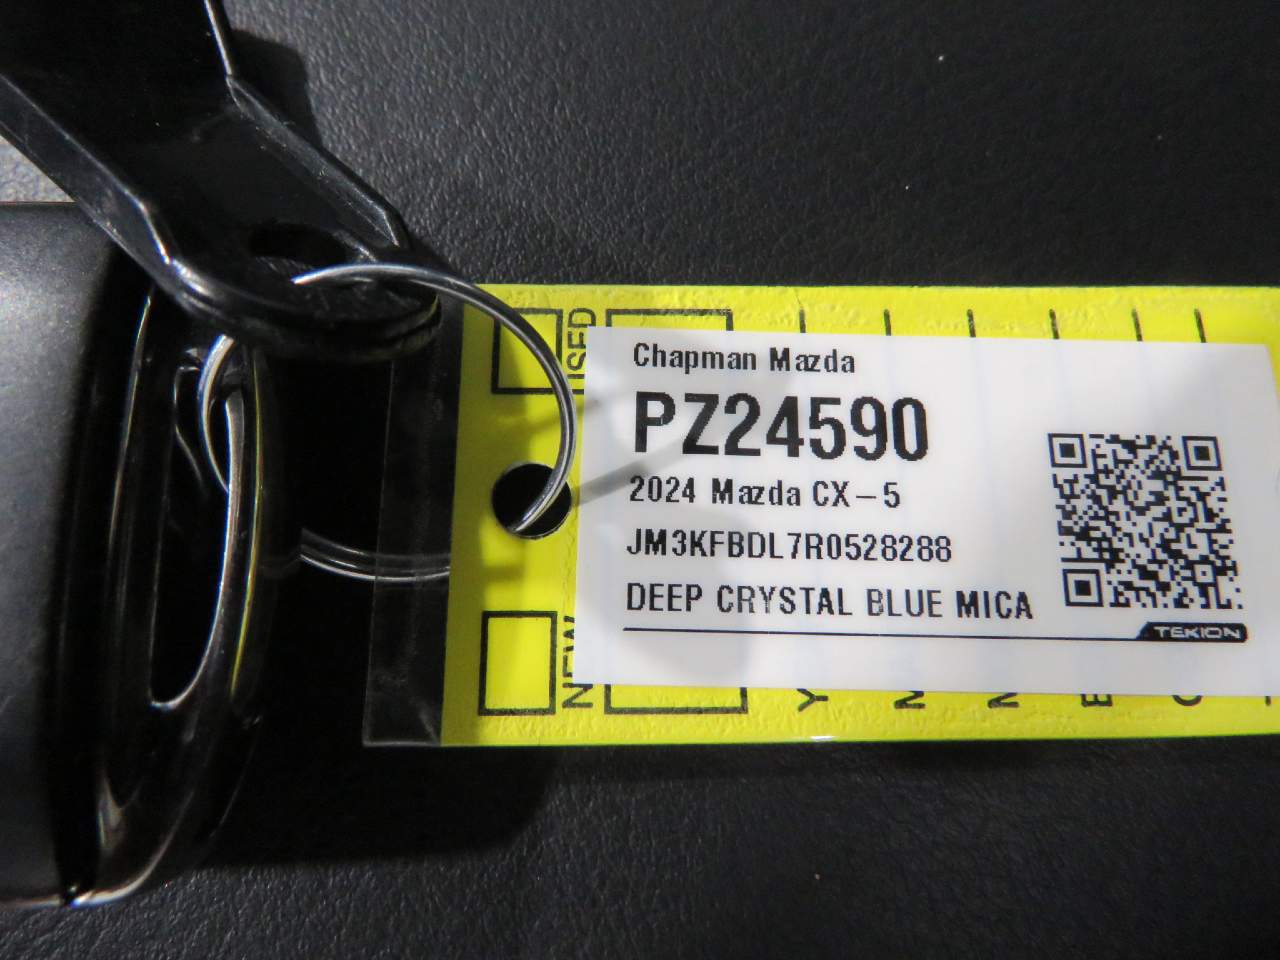 Chapman Mazda
PZ24590
2024 Mazda CX-5
JM3KFBDL7R0528288
DEEP CRYSTAL BLUE MICA
TEKION